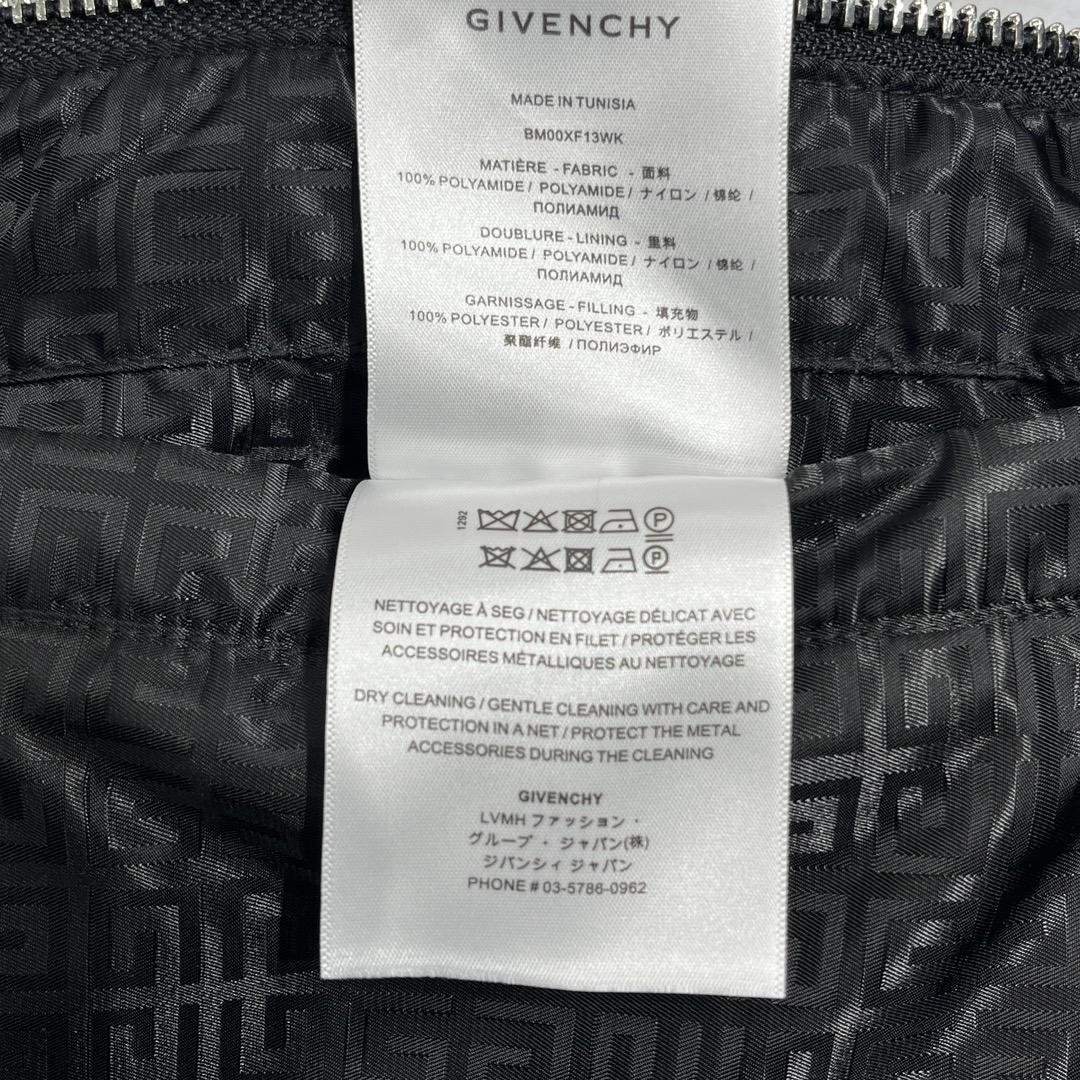 GIVENCHY
MADE IN TUNISIA
BM00XF13WK
MATIÈRE - FABRIC - 面料
100% POLYAMIDE / POLYAMIDE / ナイロン / 锦纶 /
ПОЛИАМИД
DOUBLURE - LINING - 里料
100% POLYAMIDE / POLYAMIDE / ナイロン / 锦纶 /
ПОЛИАМИД
GARNISSAGE - FILLING - 填充物
100% POLYESTER / POLYESTER / ポリエステル /
聚酯纤维 / ПОЛИЭФИР
1292
P
P
NETTOYAGE À SEG / NETTOYAGE DÉLICAT AVEC
SOIN ET PROTECTION EN FILET / PROTÉGER LES
ACCESSOIRES MÉTALLIQUES AU NETTOYAGE
DRY CLEANING / GENTLE CLEANING WITH CARE AND
PROTECTION IN A NET / PROTECT THE METAL
ACCESSORIES DURING THE CLEANING
GIVENCHY
LVMH ファッション ・
グループ ・ ジャパン(株)
ジバンシィ ジャパン
PHONE # 03-5786-0962